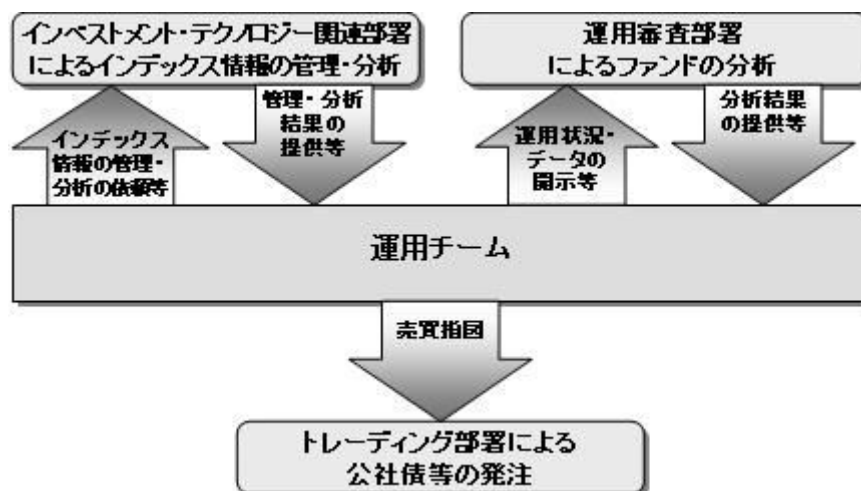 インベストメント・テクノロジー関連部署
によるインデックス情報の管理・分析
運用審査部署
によるファンドの分析
インデックス
情報の管理・
分析の依頼等
管理・分析
結果の
提供等
運用状況・
データの
開示等
分析結果
の提供等
運用チーム
売買指図
トレーディング部署による
公社債等の発注